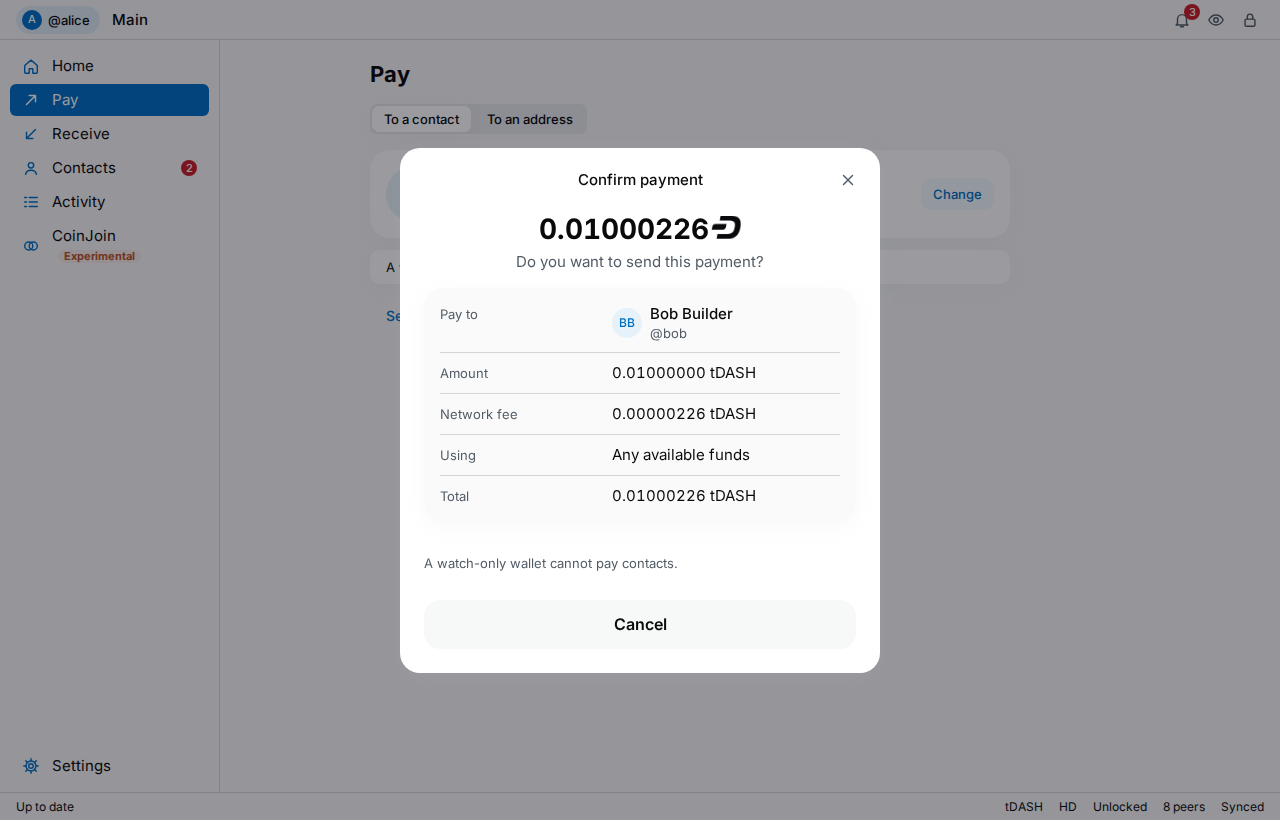 A @alice Main 3
Home
Pay
Receive
Contacts 2
Activity
CoinJoin
Experimental
Settings
Pay
To a contact To an address
Change
A
Se
Confirm payment
0.01000226
Do you want to send this payment?
Pay to BB Bob Builder
@bob
Amount 0.01000000 tDASH
Network fee 0.00000226 tDASH
Using Any available funds
Total 0.01000226 tDASH
A watch-only wallet cannot pay contacts.
Cancel
Up to date tDASH HD Unlocked 8 peers Synced